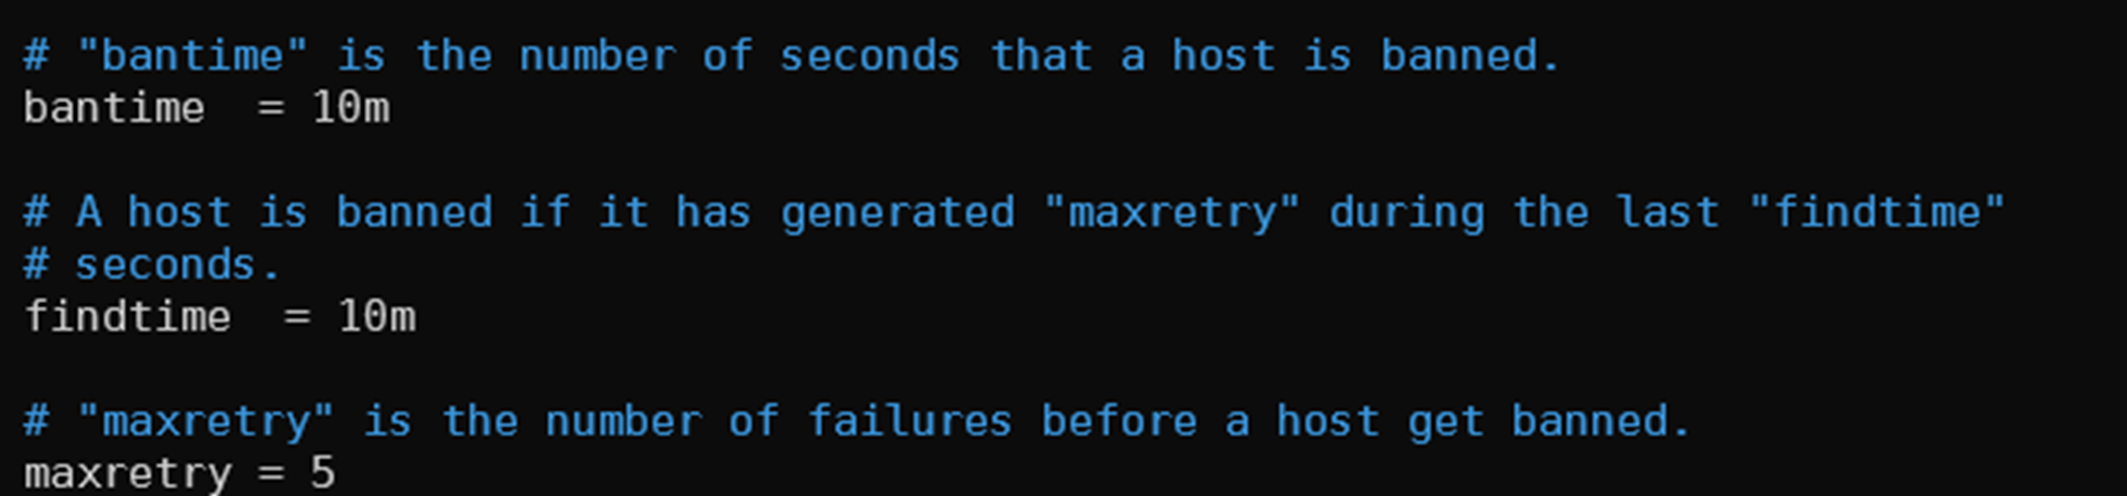 # "bantime" is the number of seconds that a host is banned.
bantime  = 10m
# A host is banned if it has generated "maxretry" during the last "findtime"
# seconds.
findtime  = 10m
# "maxretry" is the number of failures before a host get banned.
maxretry = 5